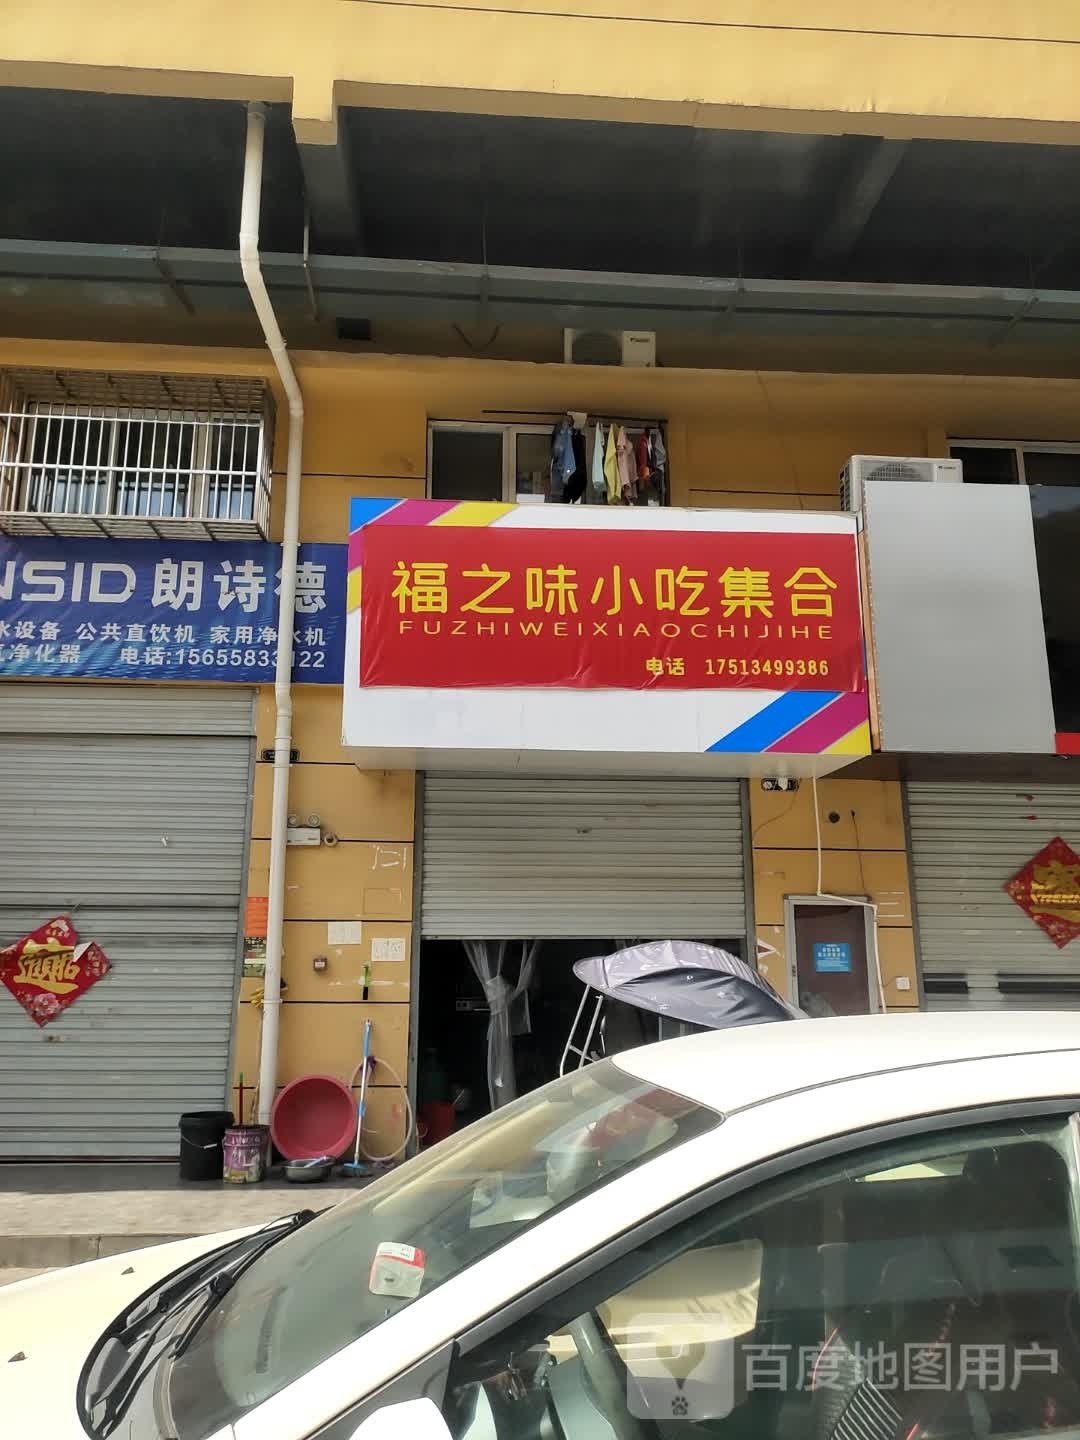 NSID 朗诗德
水设备 公共直饮机 家用净水机
气净化器 电话:15655833122
福之味小吃集合
FUZHIWEIXIAOCHIJIHE
电话 17513499386
百度地图用户